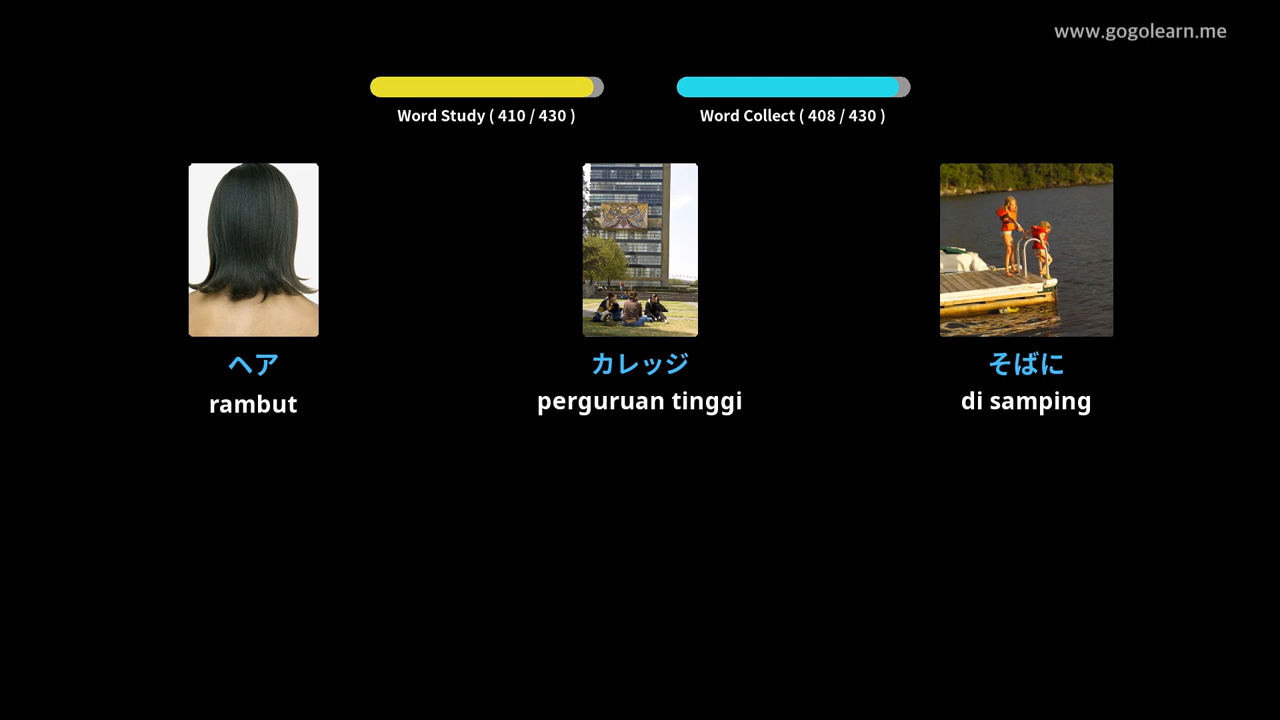 www.gogolearn.me
Word Study ( 410 / 430 )
Word Collect ( 408 / 430 )
ヘア
カレッジ
そばに
rambut
perguruan tinggi
di samping